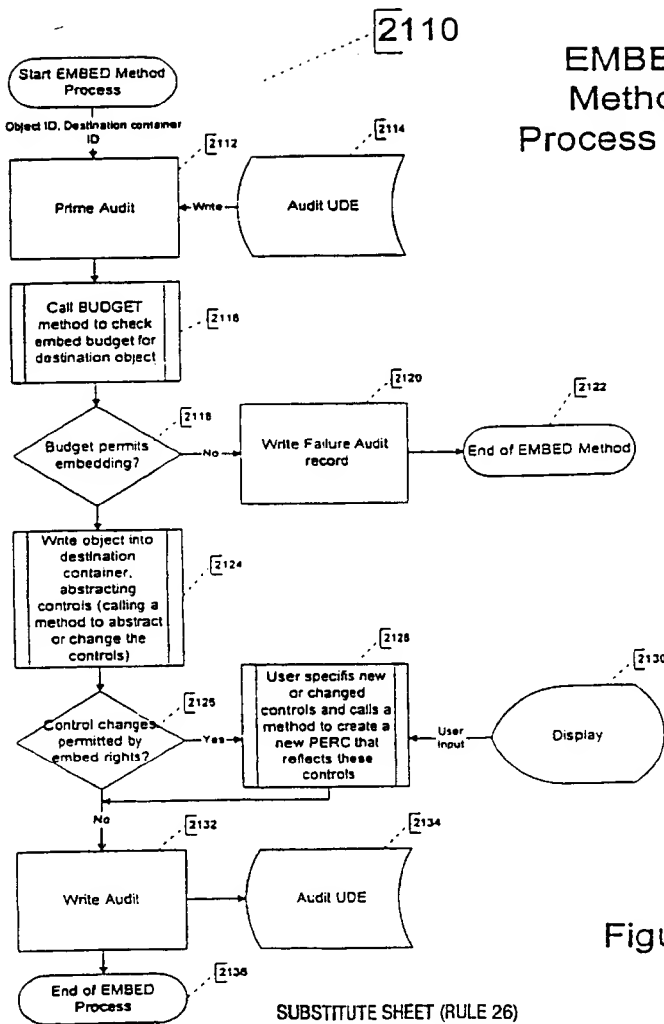 2110
EMBE
Metho
Process
Start EMBED Method
Process
Object ID, Destination container
ID
2112
2114
Prime Audit
Write
Audit UDE
Call BUDGET
method to check
embed budget for
destination object
2116
2118
Budget permits
embedding?
No
2120
Write Failure Audit
record
2122
End of EMBED Method
Write object into
destination
container,
abstracting
controls (calling a
method to abstract
or change the
controls)
2124
2125
Control changes
permitted by
embed rights?
Yes
2128
User specifis new
or changed
controls and calls a
method to create a
new PERC that
reflects these
controls
User
Input
2130
Display
No
2132
Write Audit
2134
Audit UDE
2136
End of EMBED
Process
Figu
SUBSTITUTE SHEET (RULE 26)